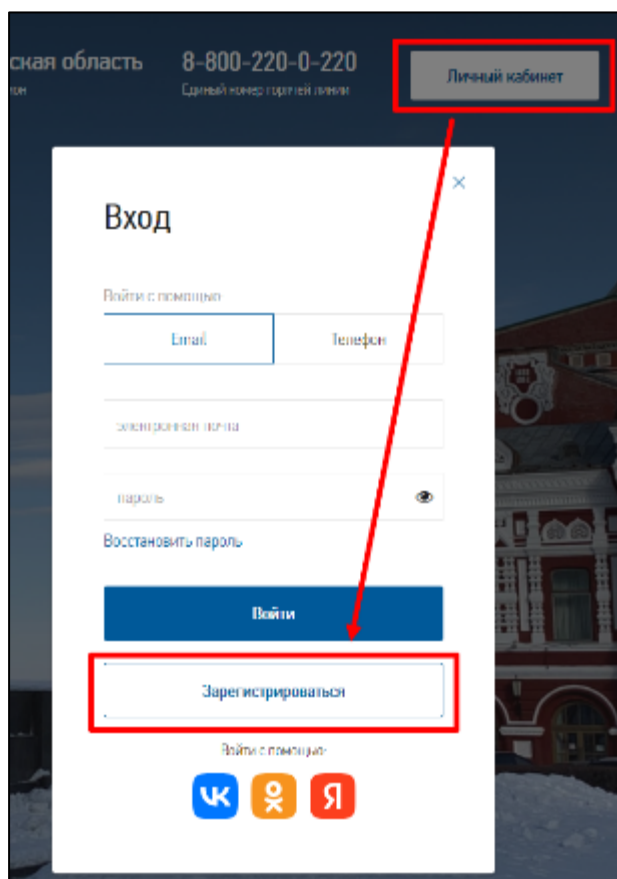 ская область
8-800-220-0-220
Личный кабинет
он
Единый номер горячей линии
Вход
Войти с помощью
Email
Телефон
электронная почта
пароль
Восстановить пароль
Войти
Зарегистрироваться
Войти с помощью:
Я